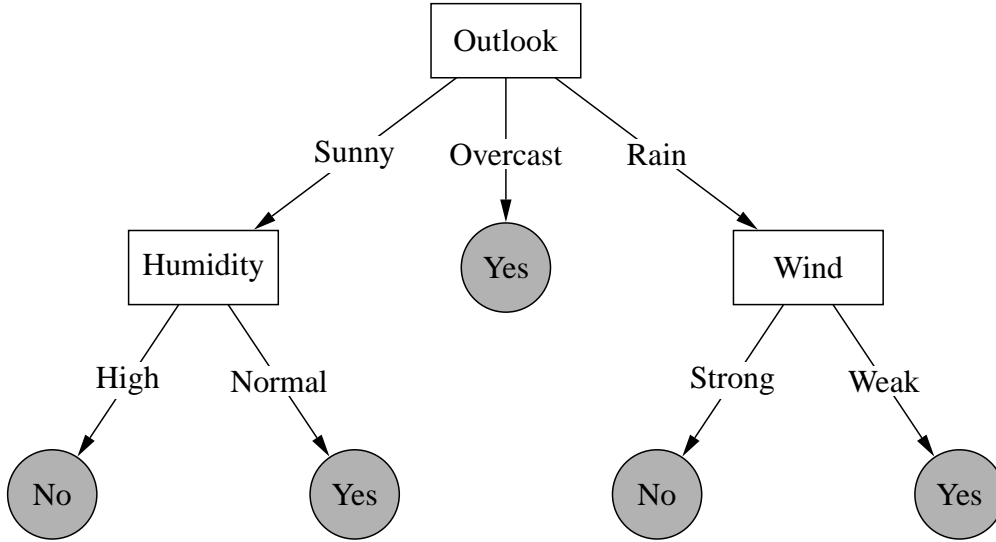 Outlook
Sunny Overcast Rain
Humidity Yes Wind
High Normal Strong Weak
No Yes No Yes